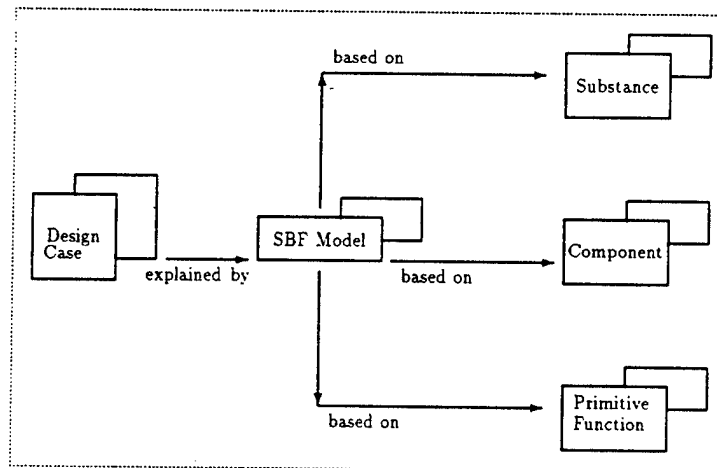 based on
Substance
Design
Case
explained by
SBF Model
based on
Component
based on
Primitive
Function